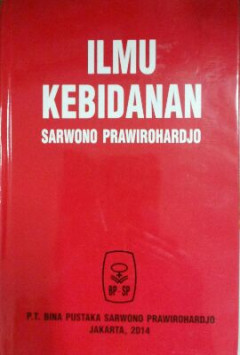 ILMU
KEBIDANAN
SARWONO PRAWIROHARDJO
BP-SP
P.T. BINA PUSTAKA SARWONO PRAWIROHARDJO
JAKARTA, 2014